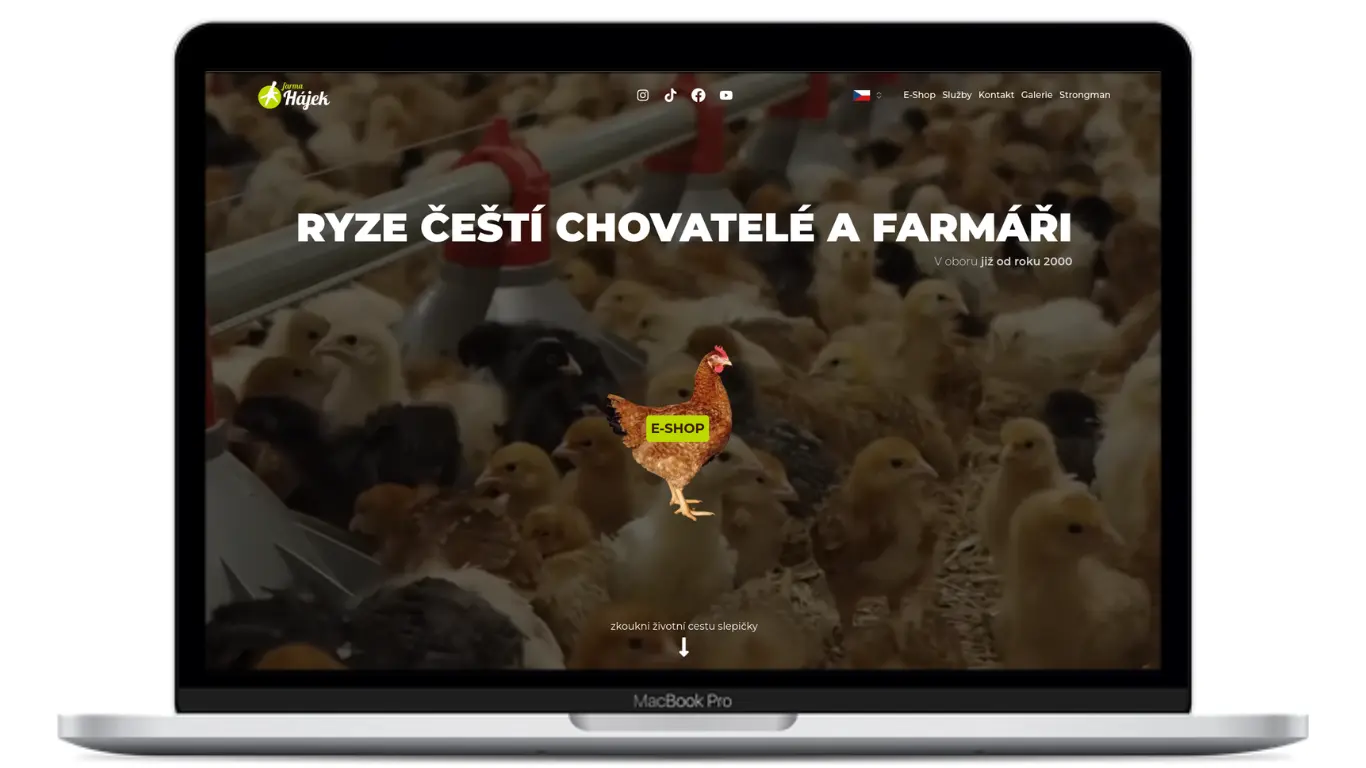 farma
Hájek
E-Shop Služby Kontakt Galerie Strongman
RYZE ČEŠTÍ CHOVATELÉ A FARMÁŘI
V oboru již od roku 2000
E-SHOP
zkoukni životní cestu slepičky
MacBook Pro